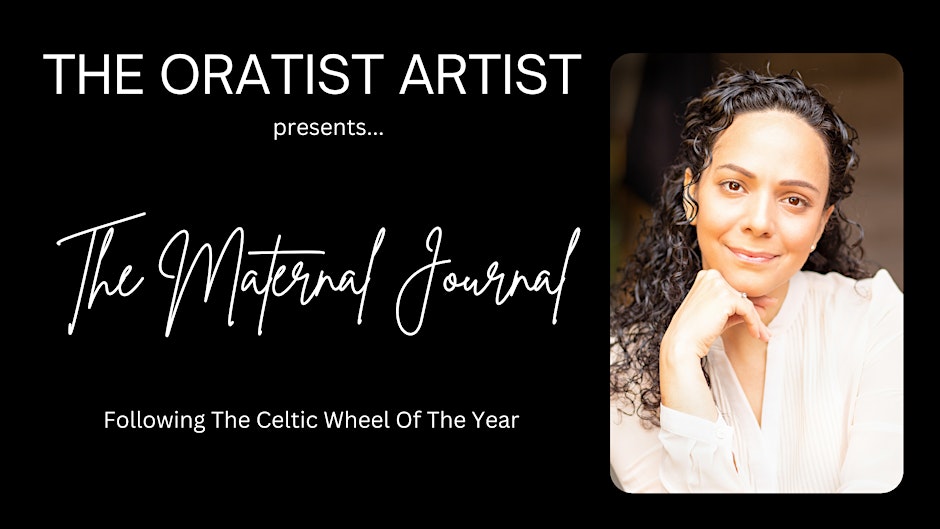 THE ORATIST ARTIST
presents...
The Maternal Journal
Following The Celtic Wheel Of The Year